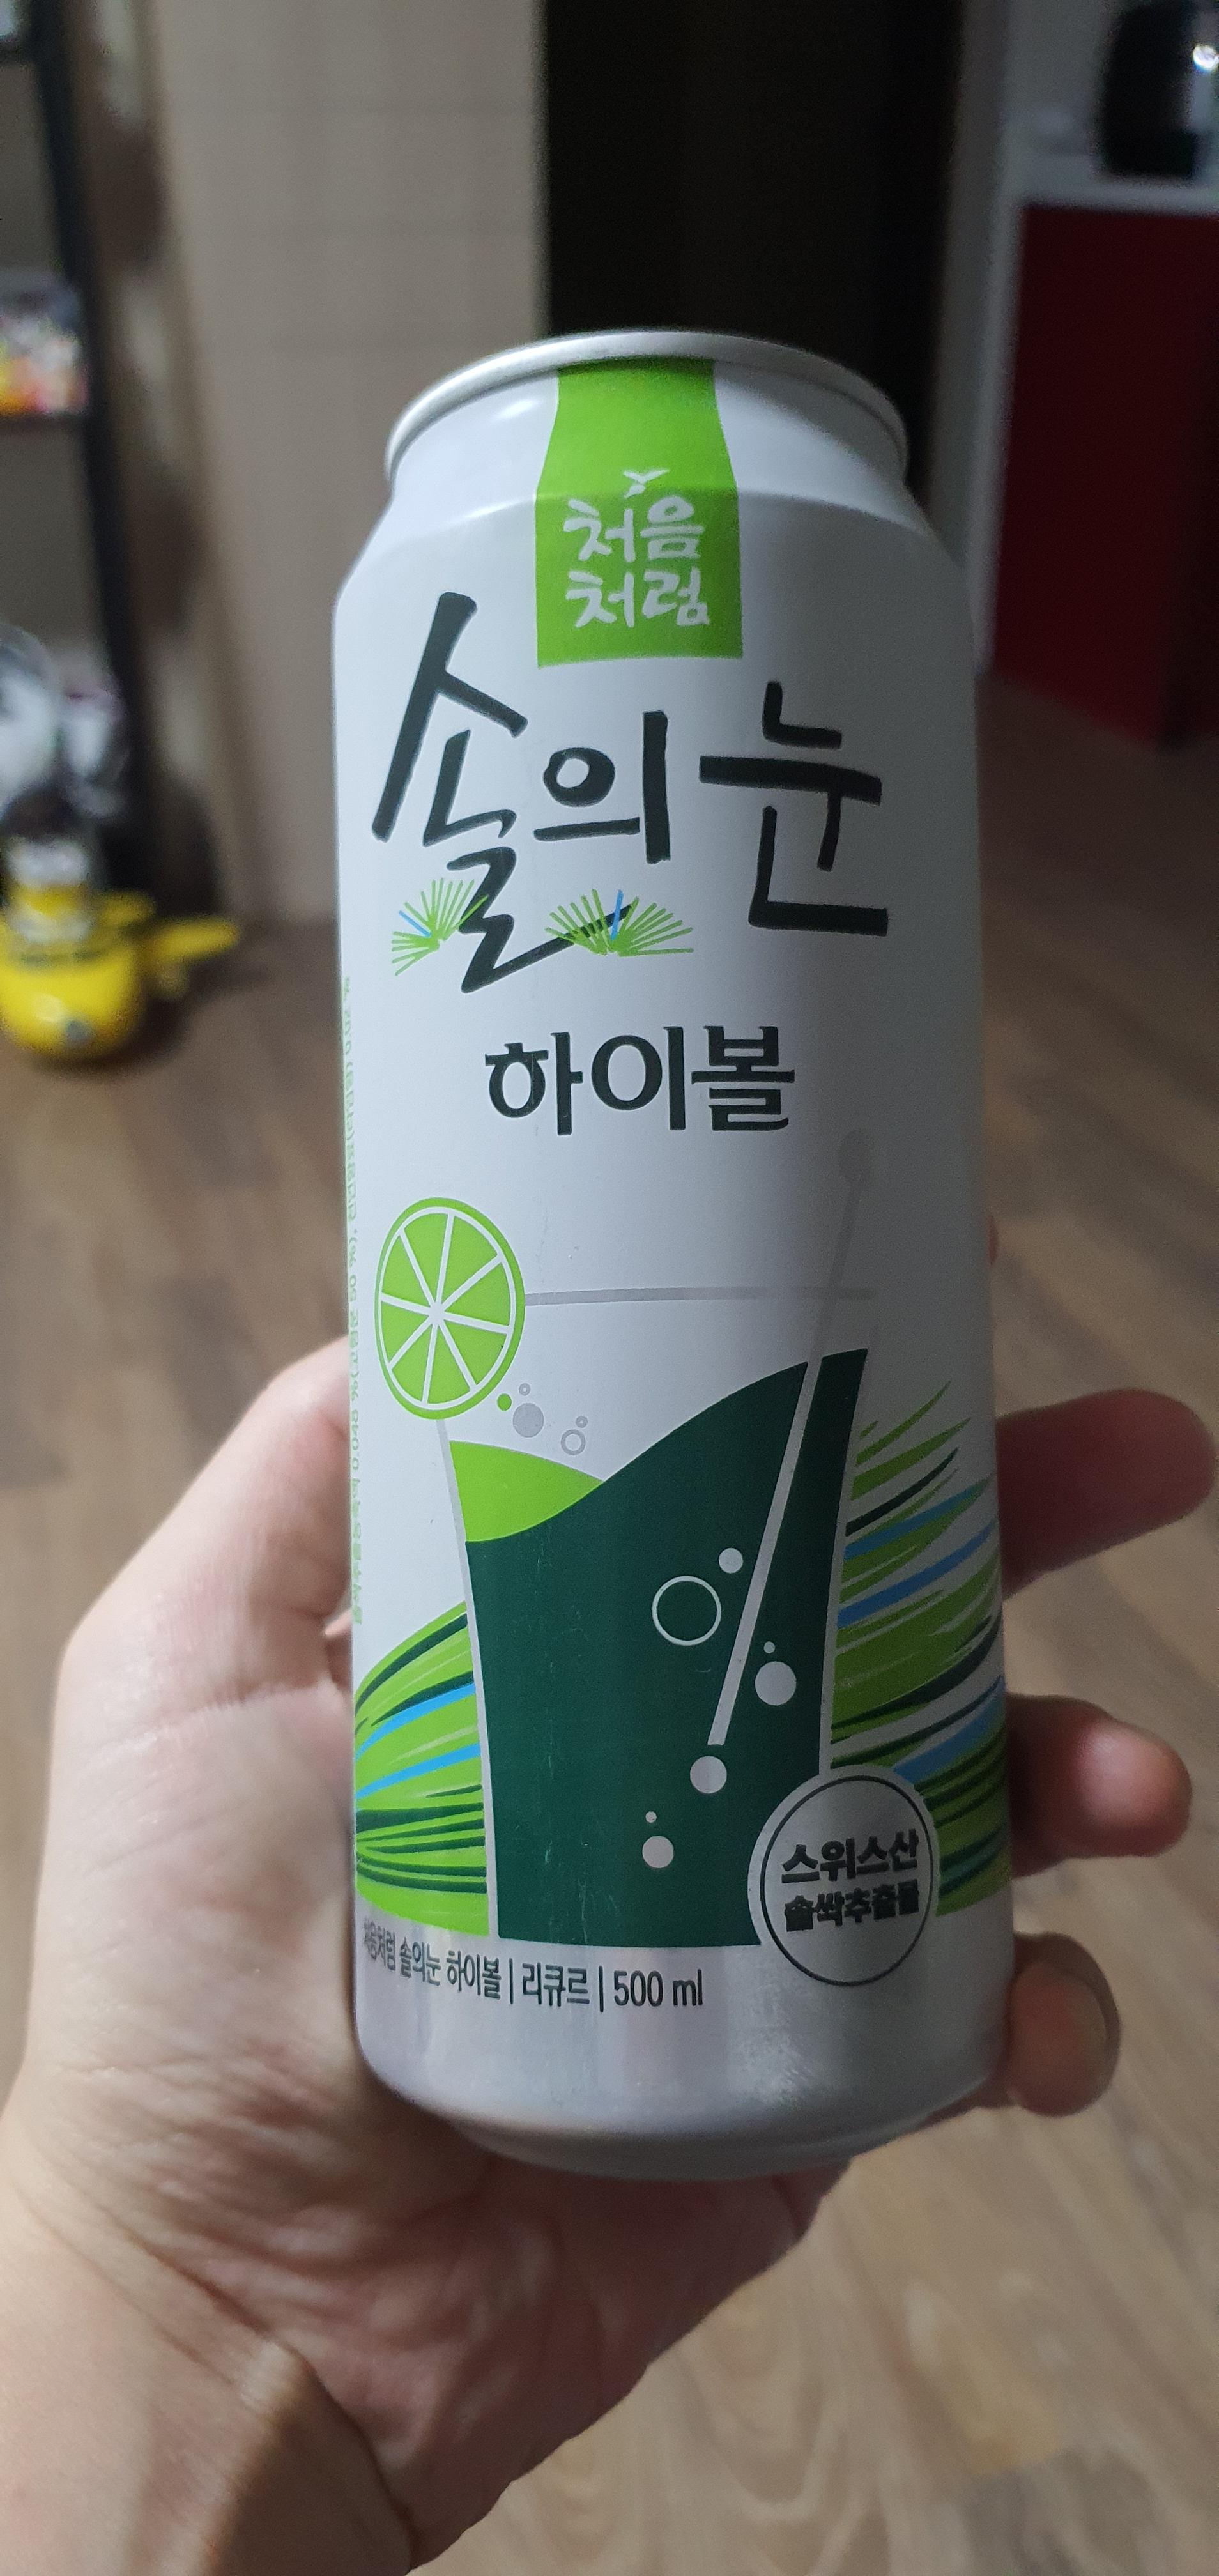 처음
처럼
솔의눈
하이볼
스위스산
솔싹추출물
처음처럼 솔의눈 하이볼 | 리큐르 | 500 ml